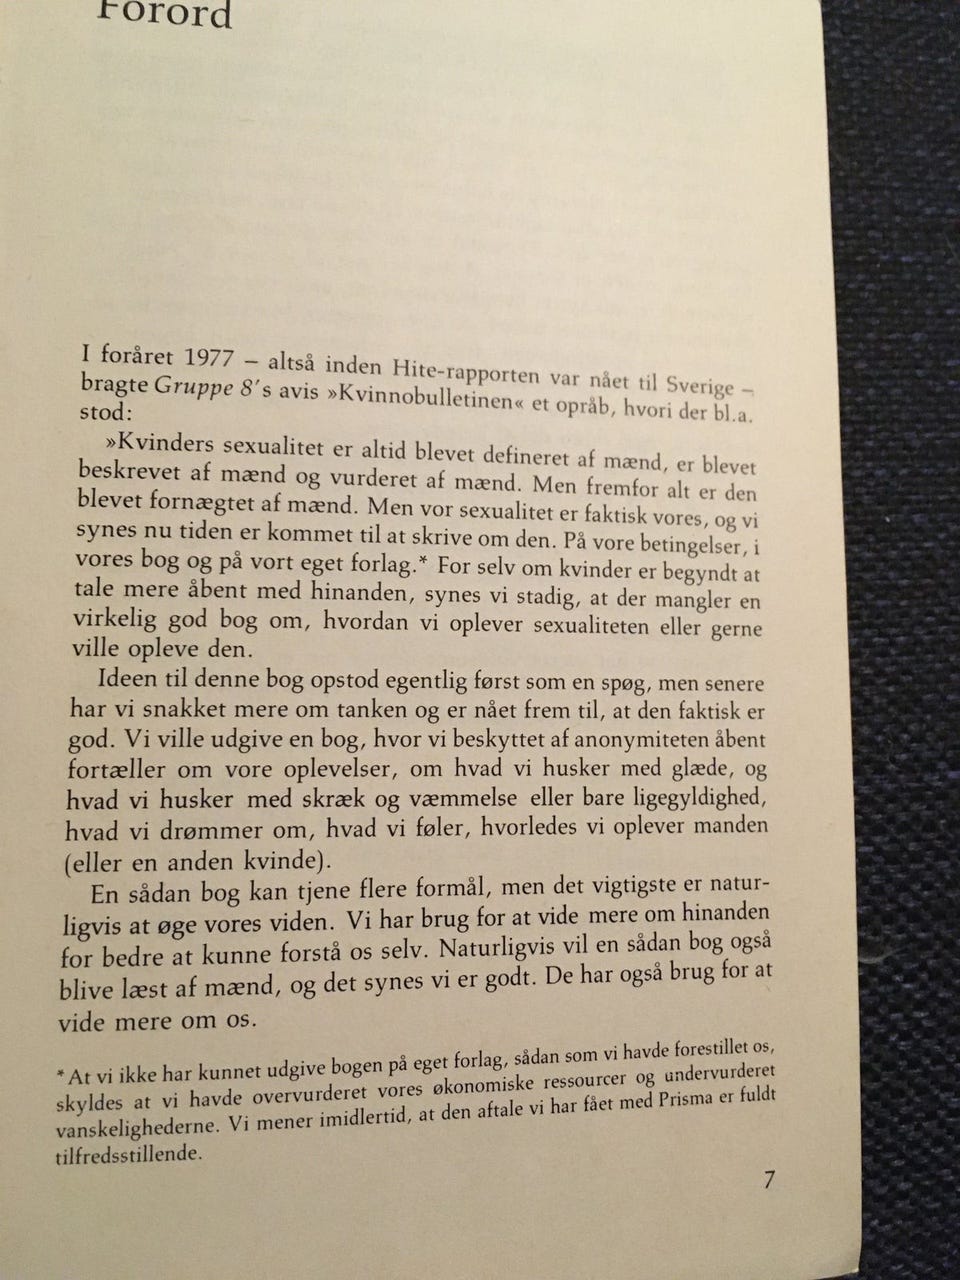 Forord
I foråret 1977 – altså inden Hite-rapporten var nået til Sverige –
bragte Gruppe 8's avis »Kvinnobulletinen« et opråb, hvori der bl.a.
stod:
»Kvinders sexualitet er altid blevet defineret af mænd, er blevet
beskrevet af mænd og vurderet af mænd. Men fremfor alt er den
blevet fornægtet af mænd. Men vor sexualitet er faktisk vores, og vi
synes nu tiden er kommet til at skrive om den. På vore betingelser, i
vores bog og på vort eget forlag.* For selv om kvinder er begyndt at
tale mere åbent med hinanden, synes vi stadig, at der mangler en
virkelig god bog om, hvordan vi oplever sexualiteten eller gerne
ville opleve den.
Ideen til denne bog opstod egentlig først som en spøg, men senere
har vi snakket mere om tanken og er nået frem til, at den faktisk er
god. Vi ville udgive en bog, hvor vi beskyttet af anonymiteten åbent
fortæller om vore oplevelser, om hvad vi husker med glæde, og
hvad vi husker med skræk og væmmelse eller bare ligegyldighed,
hvad vi drømmer om, hvad vi føler, hvorledes vi oplever manden
(eller en anden kvinde).
En sådan bog kan tjene flere formål, men det vigtigste er natur-
ligvis at øge vores viden. Vi har brug for at vide mere om hinanden
for bedre at kunne forstå os selv. Naturligvis vil en sådan bog også
blive læst af mænd, og det synes vi er godt. De har også brug for at
vide mere om os.
*At vi ikke har kunnet udgive bogen på eget forlag, sådan som vi havde forestillet os,
skyldes at vi havde overvurderet vores økonomiske ressourcer og undervurderet
vanskelighederne. Vi mener imidlertid, at den aftale vi har fået med Prisma er fuldt
tilfredsstillende.
7